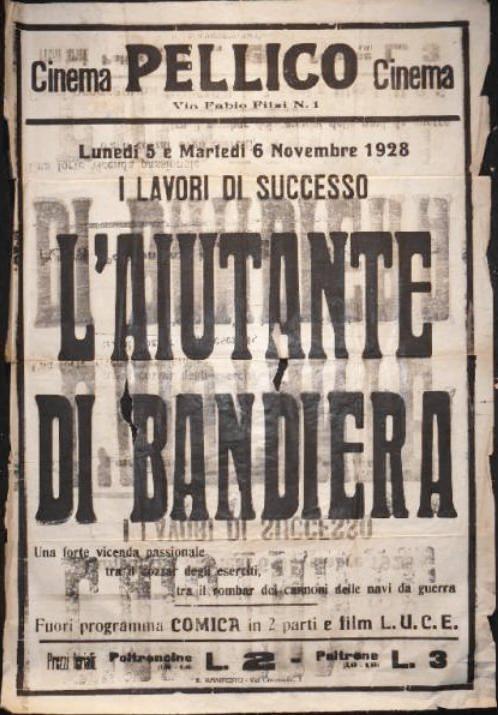 Cinema PELLICO Cinema
Via Fabio Filzi N. 1
Lunedì 5 e Martedì 6 Novembre 1928
I LAVORI DI SUCCESSO
L'AIUTANTE
DI BANDIERA
Una forte vicenda passionale
tra il cozzar degli eserciti,
tra il rombar dei cannoni delle navi da guerra
Fuori programma COMICA in 2 parti e film L. U. C. E.
Prezzi serali Poltroncine L. 2 - Poltrone L. 3